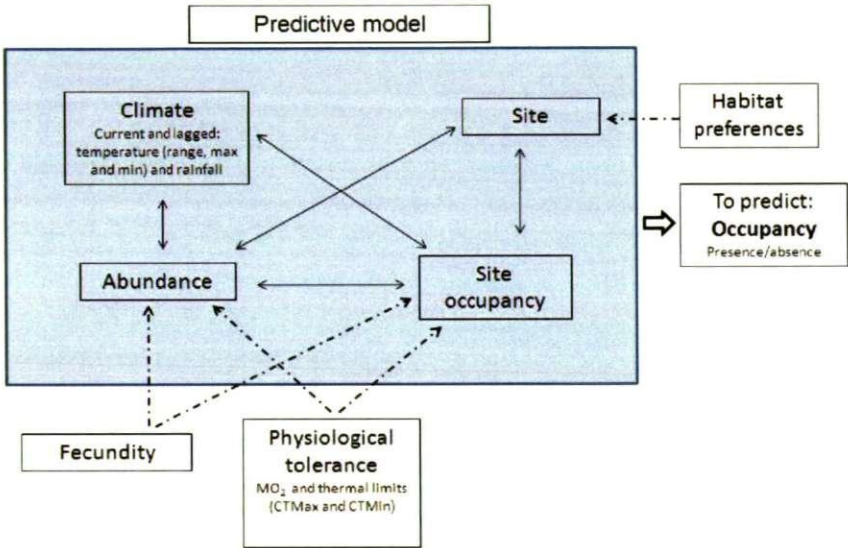 Predictive model
Climate
Current and lagged:
temperature (range, max
and min) and rainfall
Site
Habitat
preferences
To predict:
Occupancy
Presence/absence
Abundance
Site
occupancy
Fecundity
Physiological
tolerance
MO₂ and thermal limits
(CTMax and CTMin)